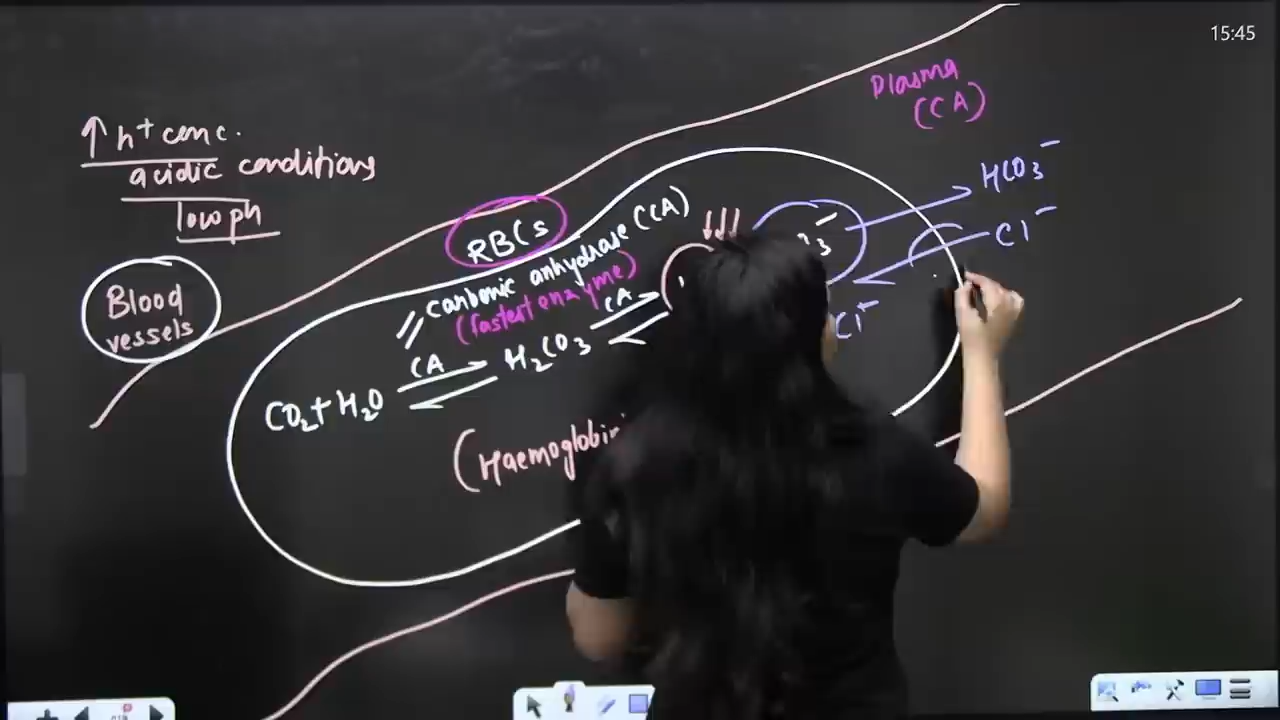 15:45
Plasma
(CA)
↑ h+ conc.
acidic conditions
low ph
HCO3-
RBCs
Cl-
carbonic anhydrase (CA)
(fastest enzyme)
Blood
vessels
CA
CA
H2CO3
Cl-
CO2+H2O
(Haemoglobin